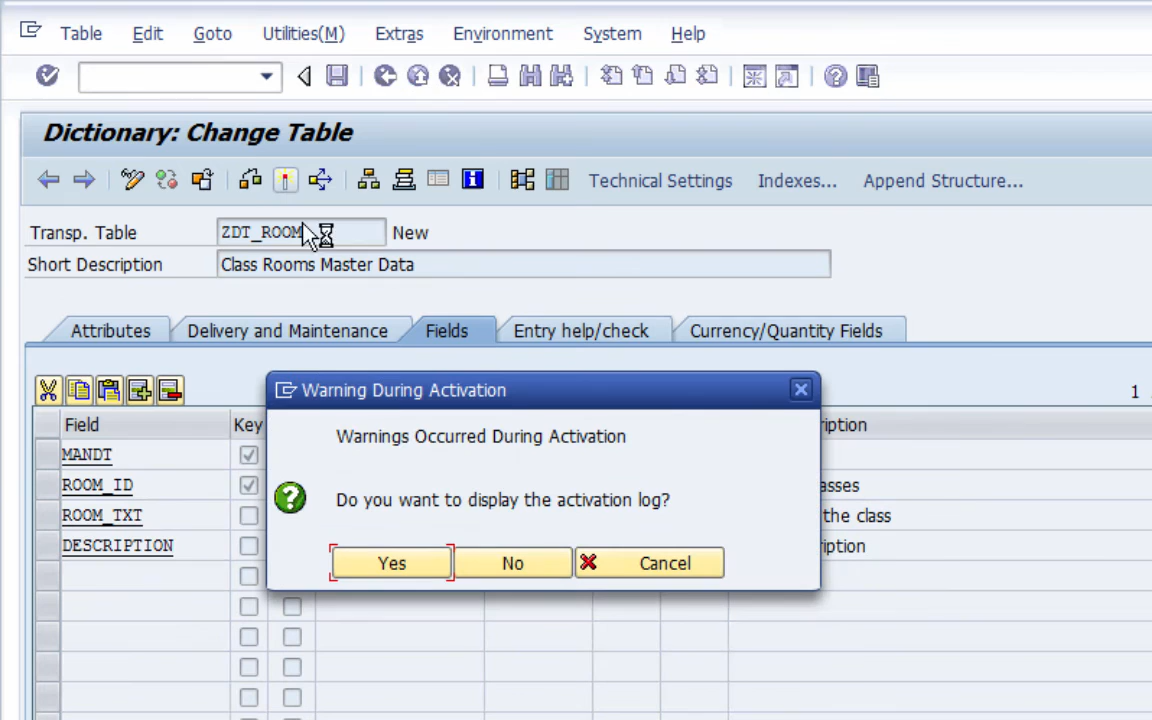 Table Edit Goto Utilities(M) Extras Environment System Help
Dictionary: Change Table
Technical Settings Indexes... Append Structure...
Transp. Table ZDT_ROOM New
Short Description Class Rooms Master Data
Attributes Delivery and Maintenance Fields Entry help/check Currency/Quantity Fields
1
Warning During Activation
Field Key ription
Warnings Occurred During Activation
MANDT
ROOM_ID asses
Do you want to display the activation log?
ROOM_TXT the class
DESCRIPTION ription
Yes No Cancel